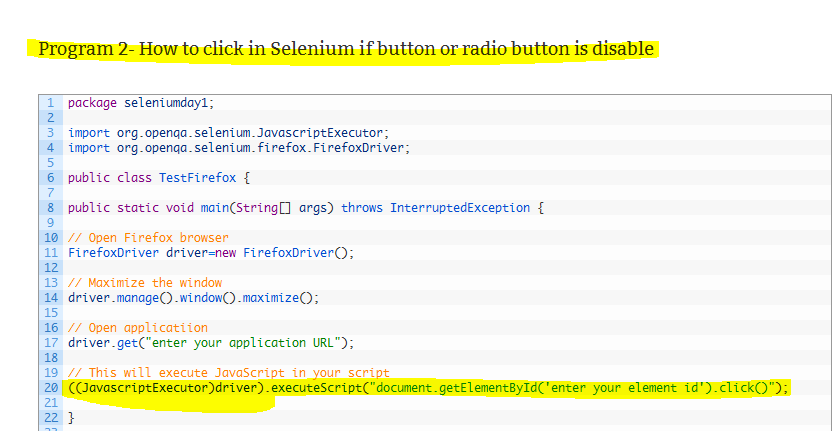 Program 2- How to click in Selenium if button or radio button is disable
1 package seleniumday1;
2
3 import org.openqa.selenium.JavascriptExecutor;
4 import org.openqa.selenium.firefox.FirefoxDriver;
5
6 public class TestFirefox {
7
8 public static void main(String[] args) throws InterruptedException {
9
10 // Open Firefox browser
11 FirefoxDriver driver=new FirefoxDriver();
12
13 // Maximize the window
14 driver.manage().window().maximize();
15
16 // Open applicatiion
17 driver.get("enter your application URL");
18
19 // This will execute JavaScript in your script
20 ((JavascriptExecutor)driver).executeScript("document.getElementById('enter your element id').click()");
21
22 }